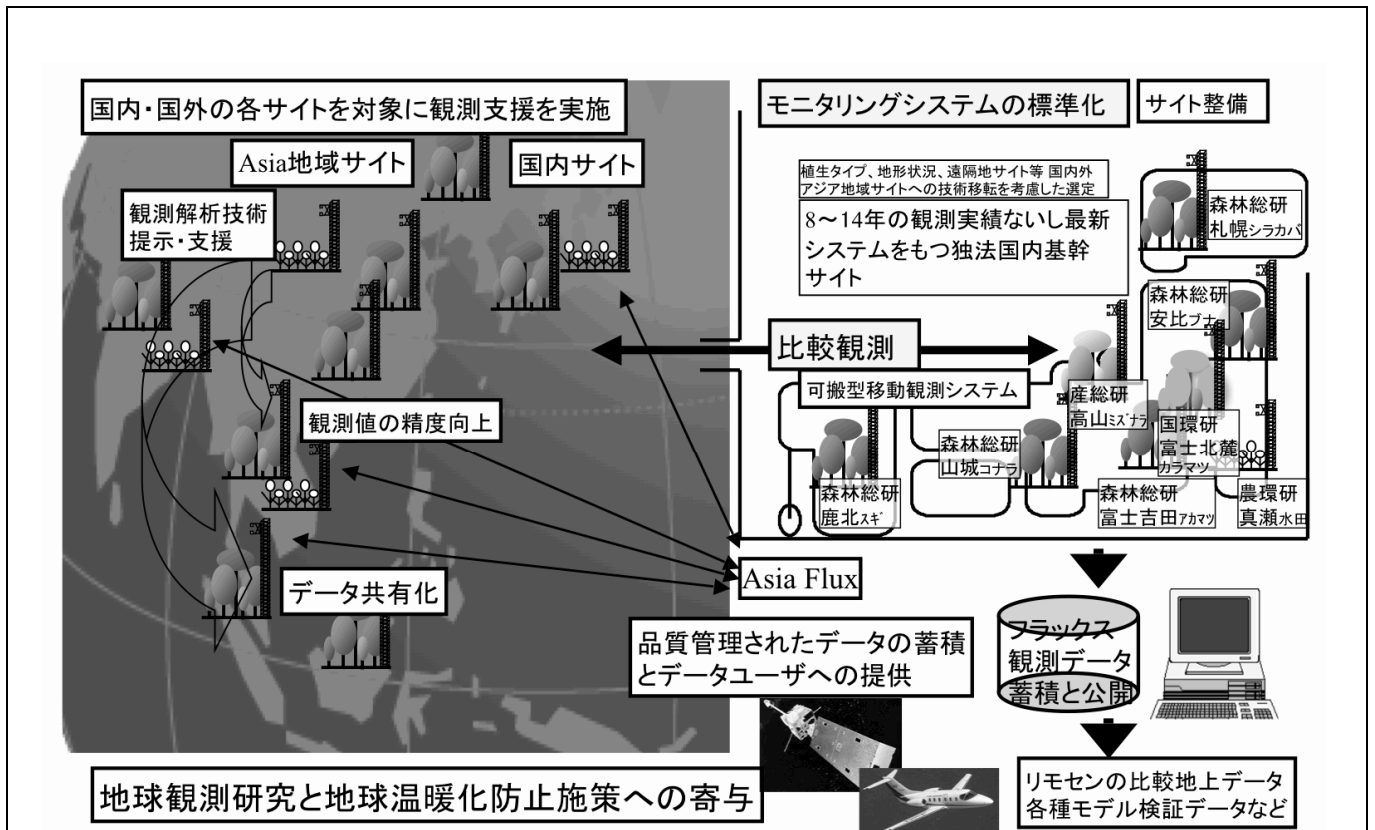 国内・国外の各サイトを対象に観測支援を実施
Asia地域サイト
国内サイト
観測解析技術
提示・支援
観測値の精度向上
データ共有化
モニタリングシステムの標準化
サイト整備
植生タイプ、地形状況、遠隔地サイト等 国内外
アジア地域サイトへの技術移転を考慮した選定
8～14年の観測実績ないし最新
システムをもつ独法国内基幹
サイト
森林総研
札幌シラカバ
森林総研
安比ブナ
比較観測
可搬型移動観測システム
産総研
高山ミズナラ
国環研
富士北麓
カラマツ
森林総研
山城コナラ
森林総研
鹿北スギ
森林総研
富士吉田アカマツ
農環研
真瀬水田
Asia Flux
品質管理されたデータの蓄積
とデータユーザへの提供
フラックス
観測データ
蓄積と公開
リモセンの比較地上データ
各種モデル検証データなど
地球観測研究と地球温暖化防止施策への寄与